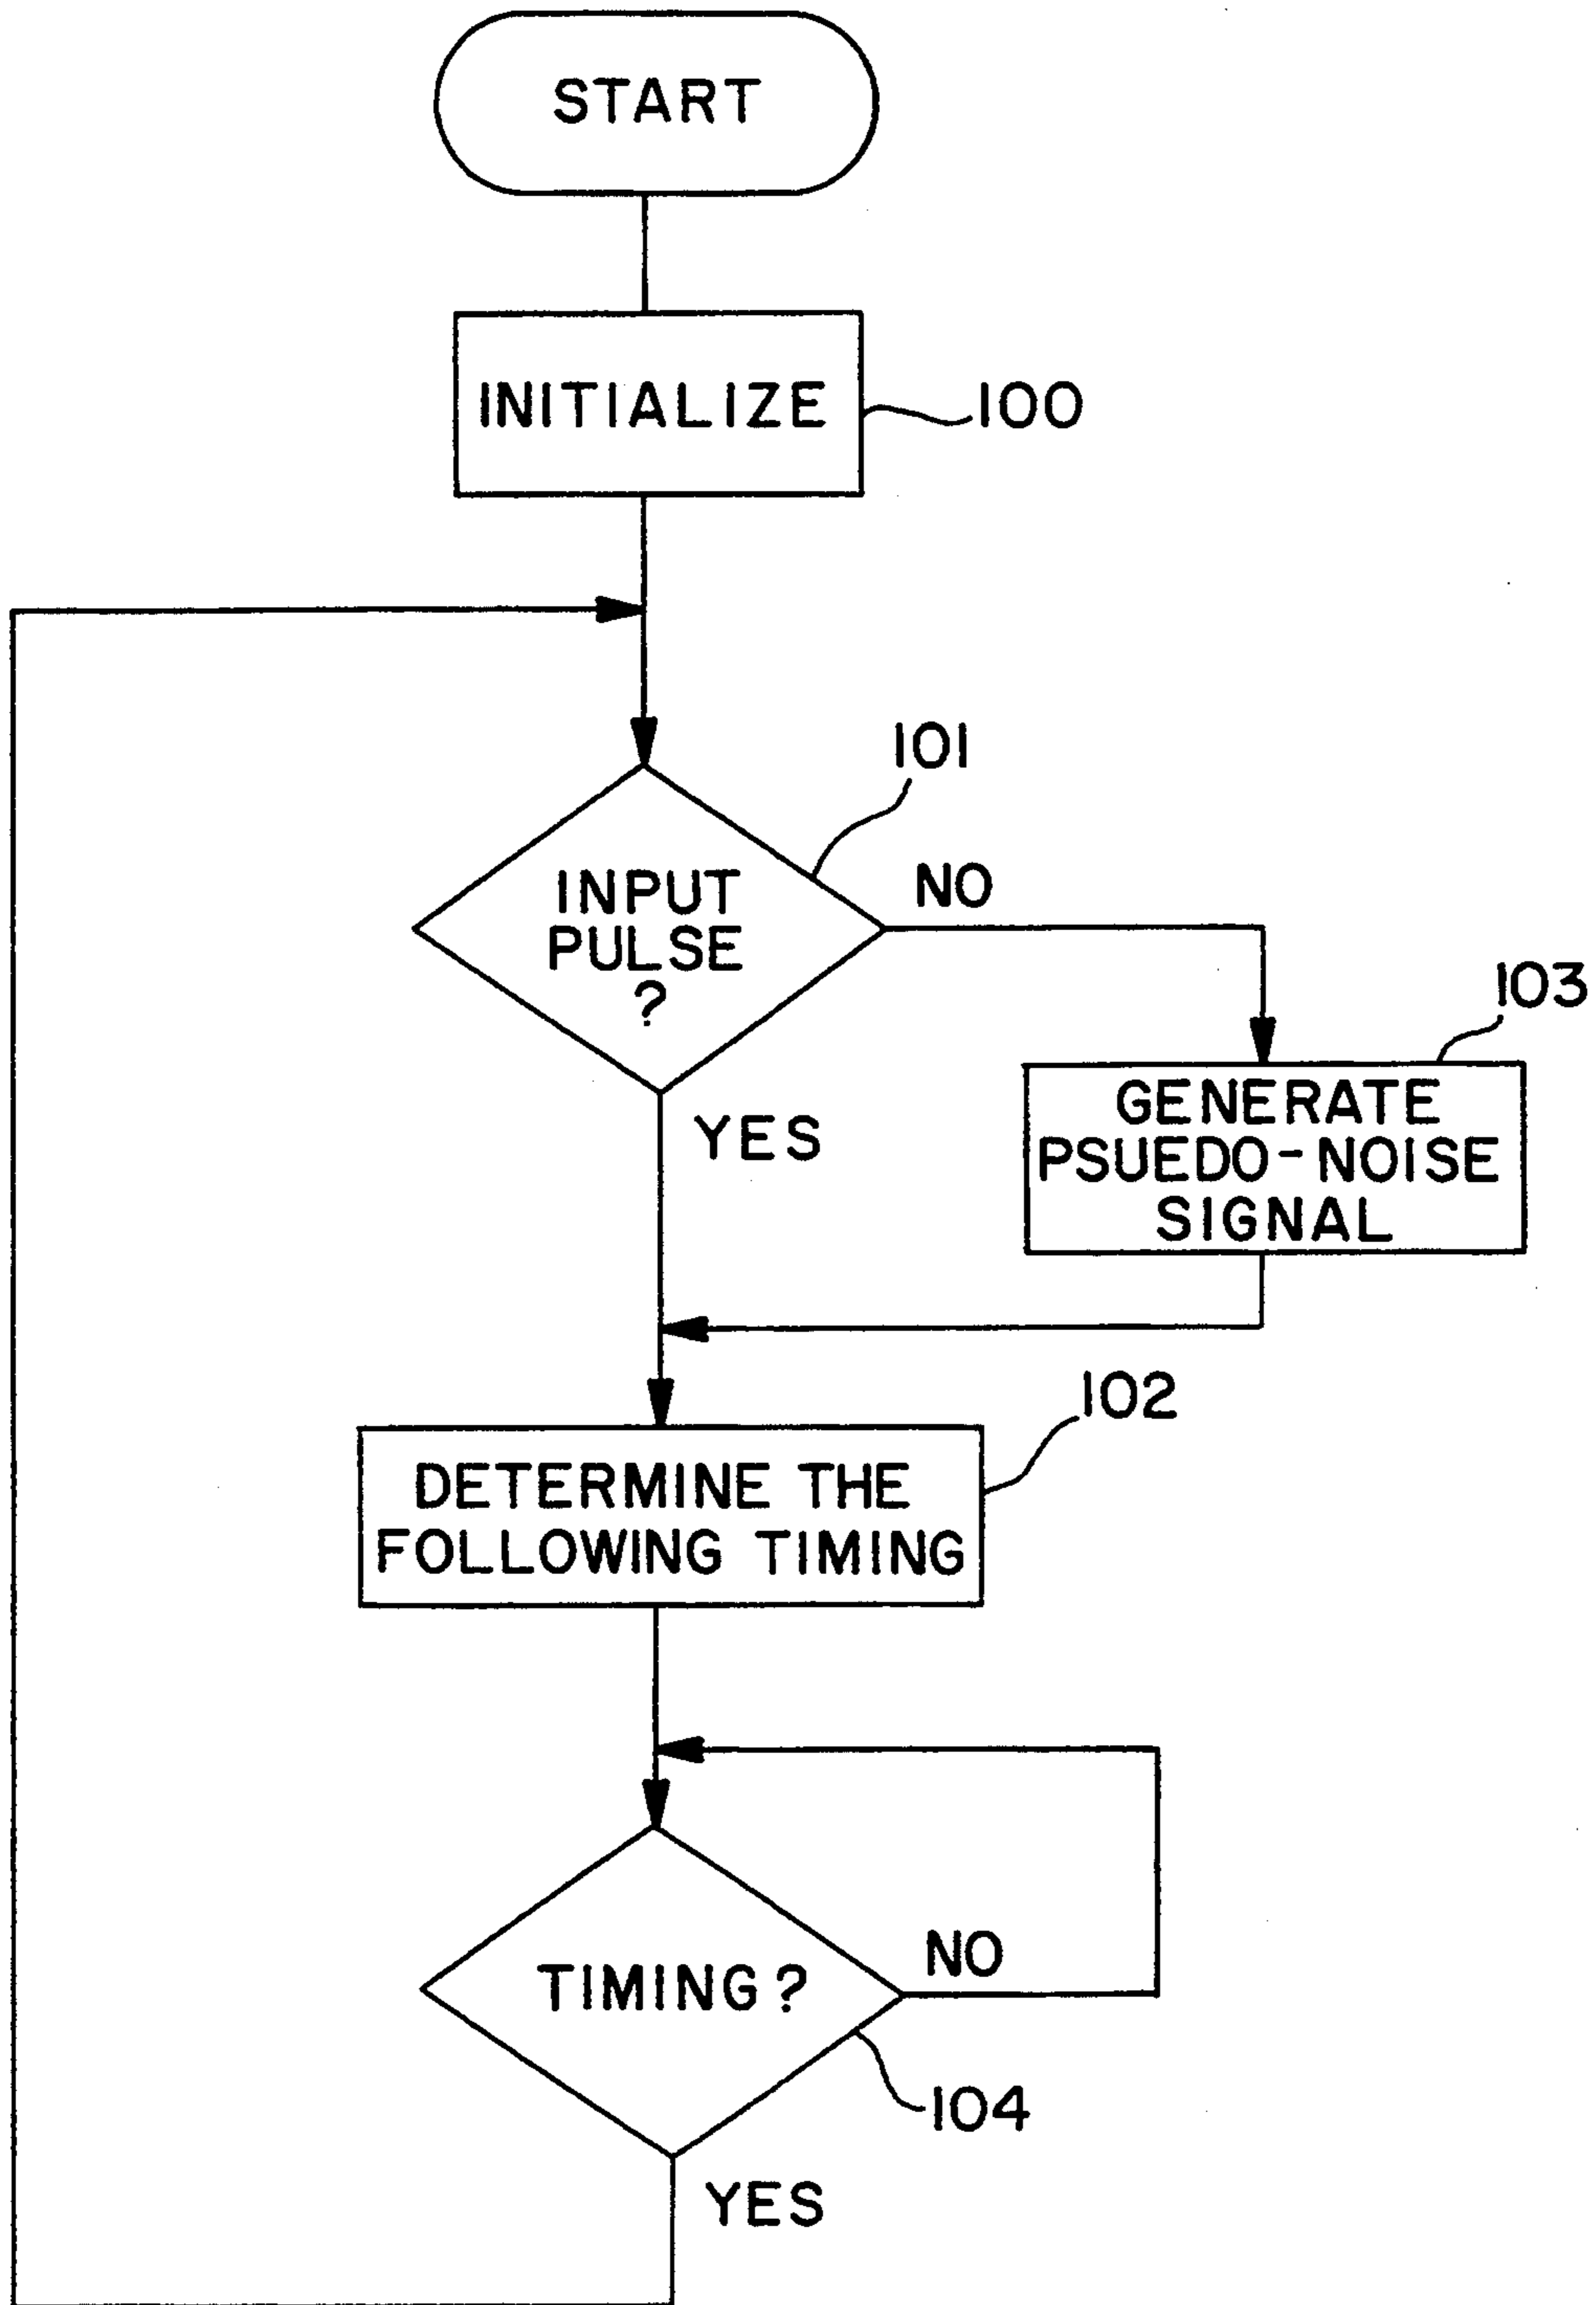 START
INITIALIZE
100
101
INPUT
PULSE
?
NO
YES
103
GENERATE
PSUEDO-NOISE
SIGNAL
102
DETERMINE THE
FOLLOWING TIMING
TIMING?
NO
104
YES